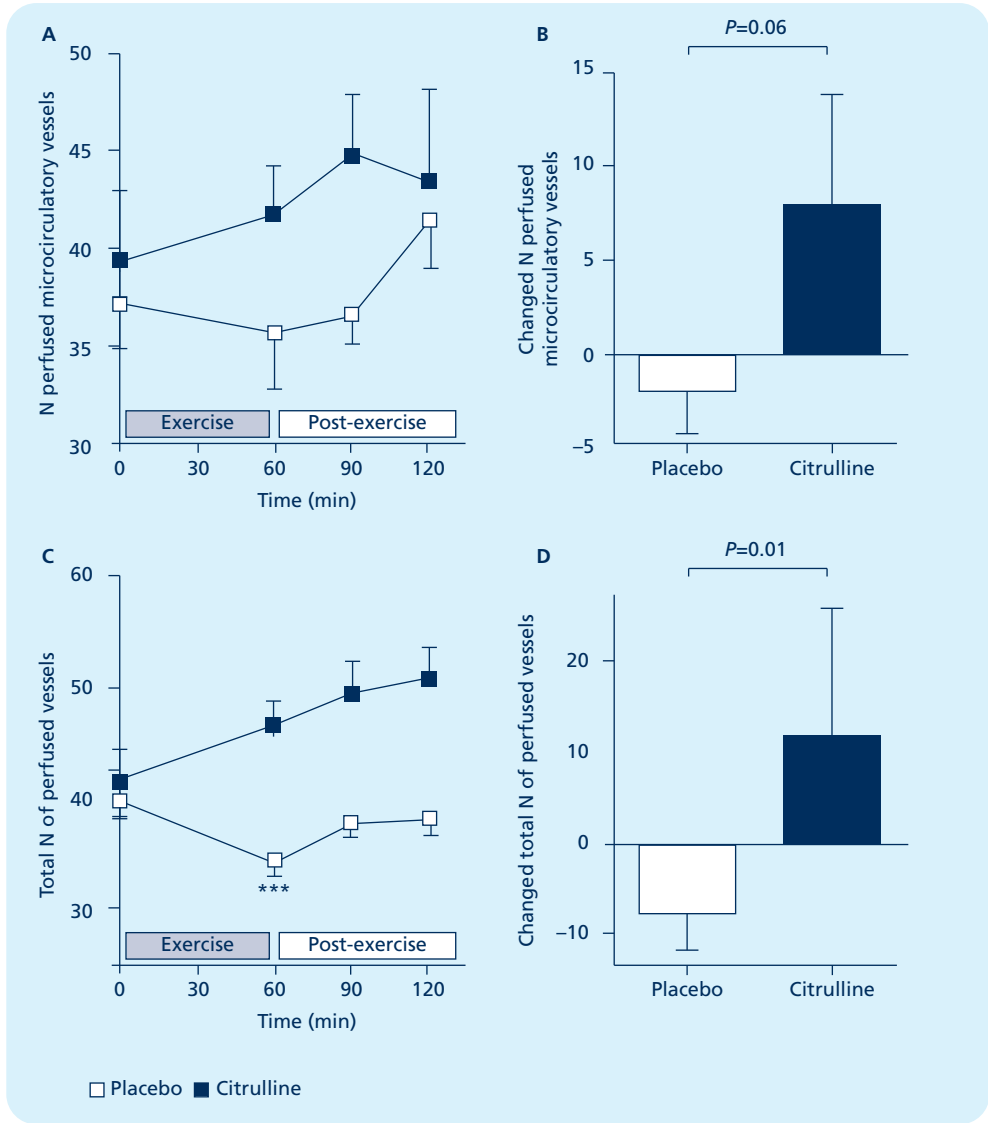 A
N perfused microcirculatory vessels
50
45
40
35
30
Exercise
Post-exercise
0
30
60
90
120
Time (min)
B
P=0.06
Changed N perfused
microcirculatory vessels
15
10
5
0
–5
Placebo
Citrulline
C
Total N of perfused vessels
60
50
40
30
***
Exercise
Post-exercise
0
30
60
90
120
Time (min)
D
P=0.01
Changed total N of perfused vessels
20
10
0
–10
Placebo
Citrulline
Placebo
Citrulline